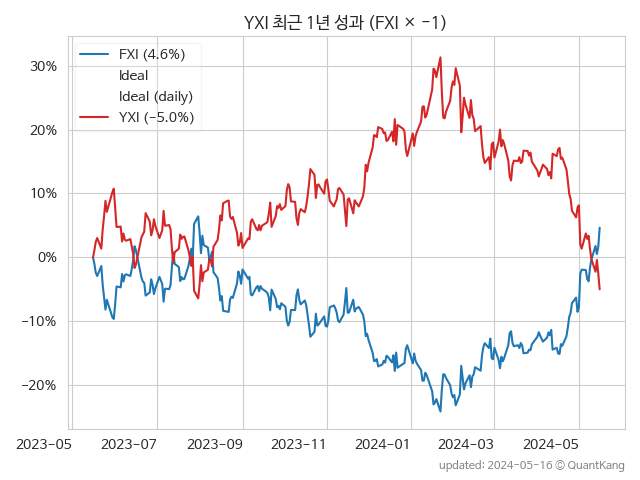 YXI 최근 1년 성과 (FXI × −1)
FXI (4.6%)
Ideal
Ideal (daily)
YXI (−5.0%)
30%
20%
10%
0%
−10%
−20%
2023-05 2023-07 2023-09 2023-11 2024-01 2024-03 2024-05
updated: 2024-05-16 © QuantKang